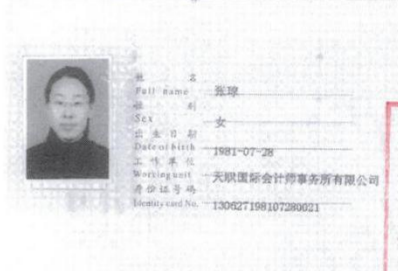 姓 名
Full name 张琼
性 别
Sex 女
出生日期
Date of birth 1981-07-28
工作单位
Working unit 天职国际会计师事务所有限公司
身份证号码
Identity card No. 130627198107280021